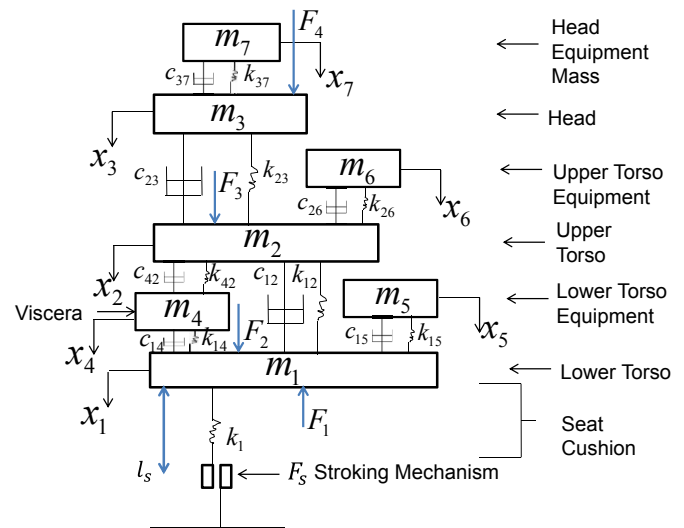 m7
F4
Head
Equipment
Mass
c37
k37
x7
m3
Head
x3
c23
k23
F3
m6
Upper Torso
Equipment
c26
k26
x6
m2
Upper
Torso
x2
c42
k42
c12
k12
m5
Lower Torso
Equipment
Viscera
m4
F2
x5
x4
c14
k14
c15
k15
m1
Lower Torso
x1
F1
k1
Seat
Cushion
ls
Fs Stroking Mechanism